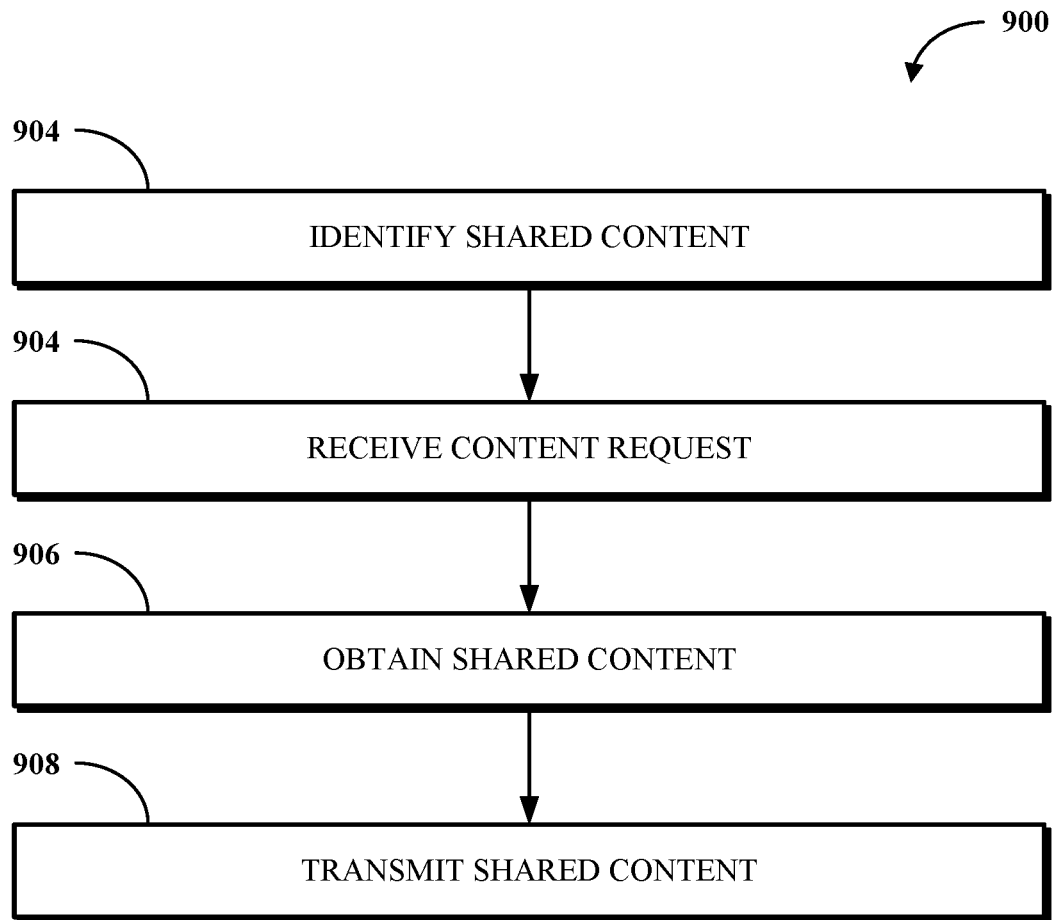 900
904
IDENTIFY SHARED CONTENT
904
RECEIVE CONTENT REQUEST
906
OBTAIN SHARED CONTENT
908
TRANSMIT SHARED CONTENT